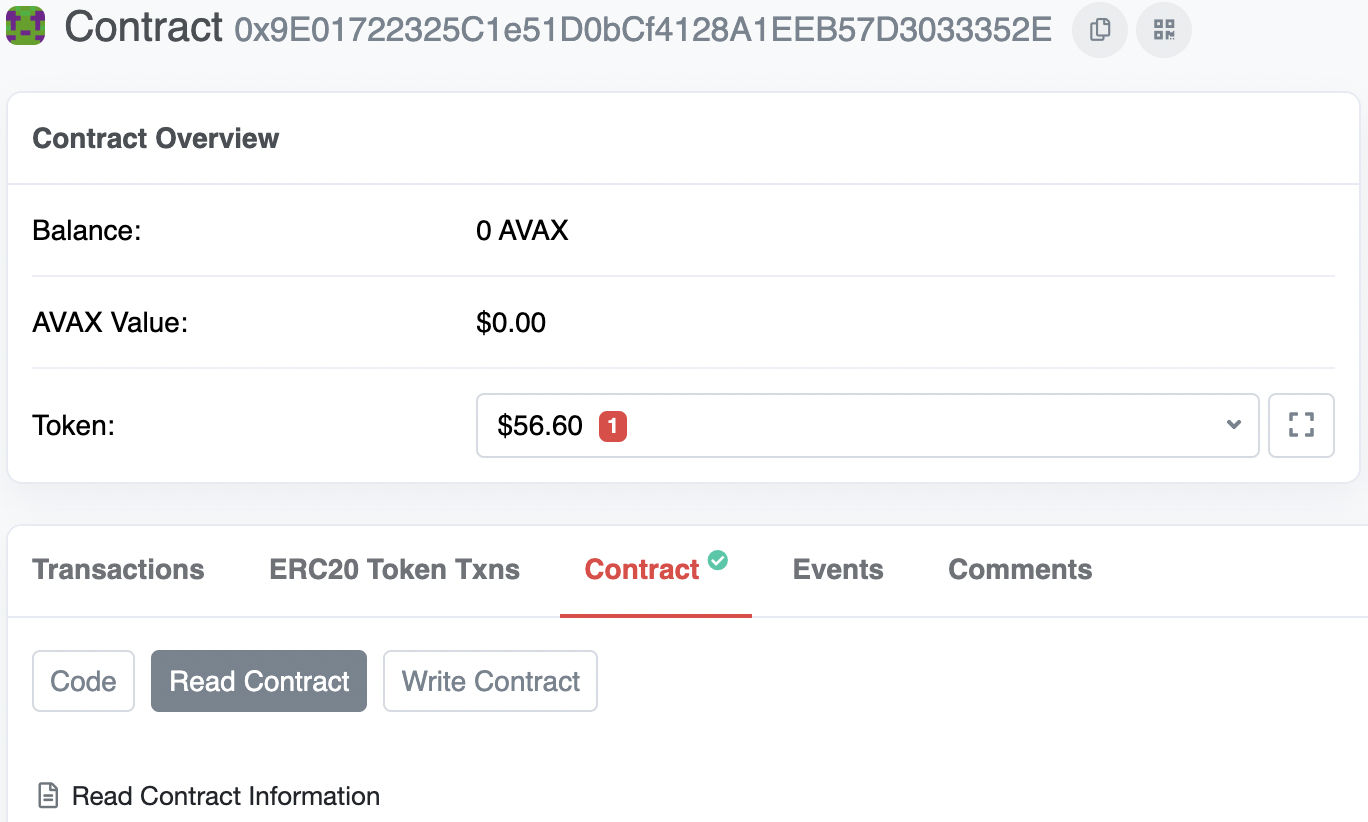 Contract 0x9E01722325C1e51D0bCf4128A1EEB57D3033352E
Contract Overview
Balance: 0 AVAX
AVAX Value: $0.00
Token: $56.60 1
Transactions ERC20 Token Txns Contract Events Comments
Code Read Contract Write Contract
Read Contract Information